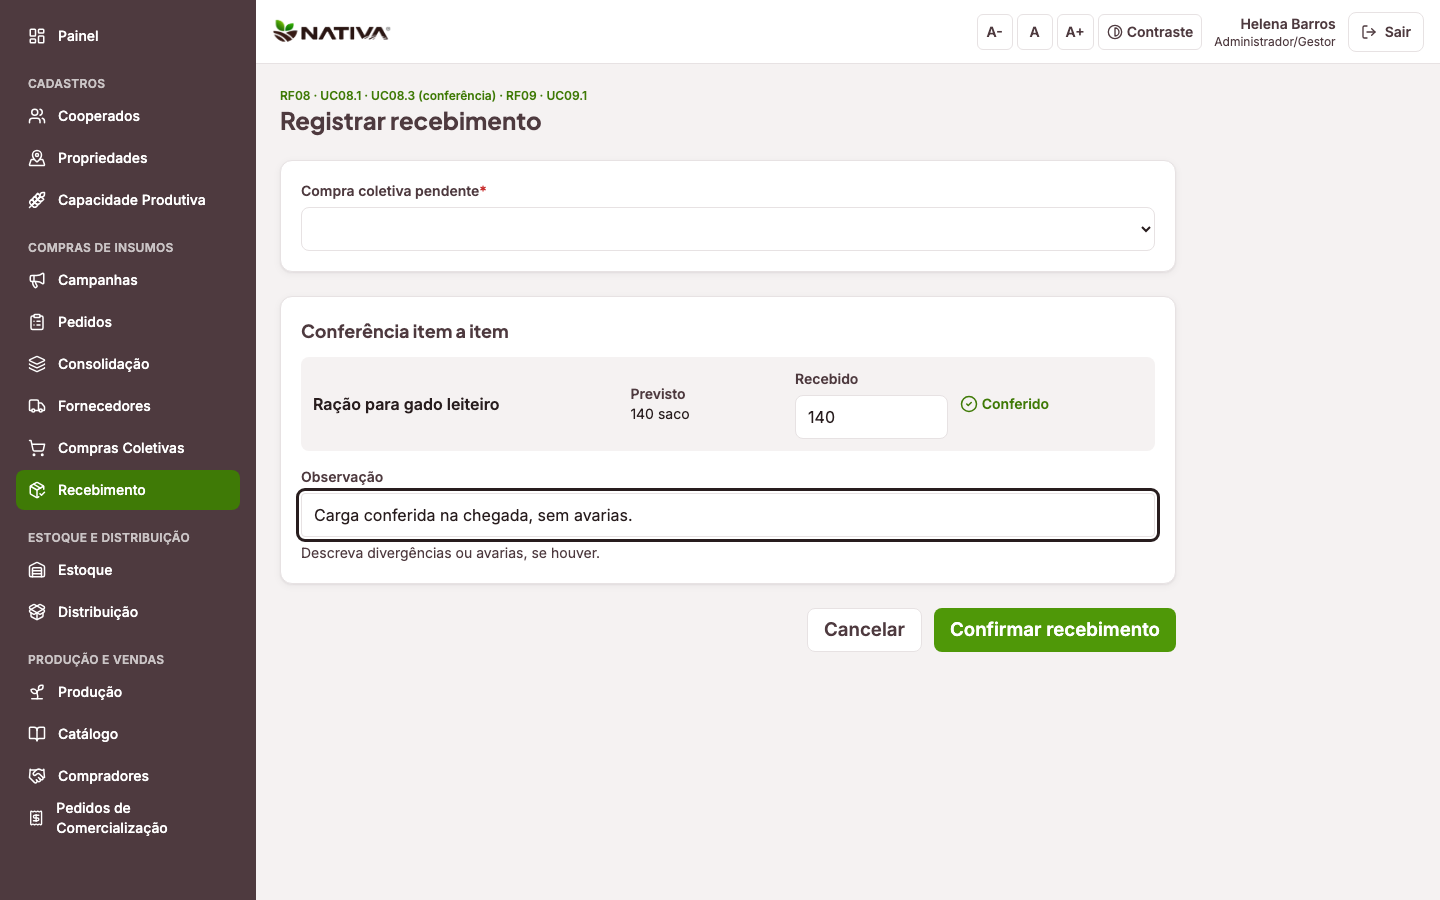 Painel
CADASTROS
Cooperados
Propriedades
Capacidade Produtiva
COMPRAS DE INSUMOS
Campanhas
Pedidos
Consolidação
Fornecedores
Compras Coletivas
Recebimento
ESTOQUE E DISTRIBUIÇÃO
Estoque
Distribuição
PRODUÇÃO E VENDAS
Produção
Catálogo
Compradores
Pedidos de
Comercialização
NATIVA
A-
A
A+
Contraste
Helena Barros
Administrador/Gestor
Sair
RF08 · UC08.1 · UC08.3 (conferência) · RF09 · UC09.1
Registrar recebimento
Compra coletiva pendente*
Conferência item a item
Ração para gado leiteiro
Previsto
140 saco
Recebido
140
Conferido
Observação
Carga conferida na chegada, sem avarias.
Descreva divergências ou avarias, se houver.
Cancelar
Confirmar recebimento